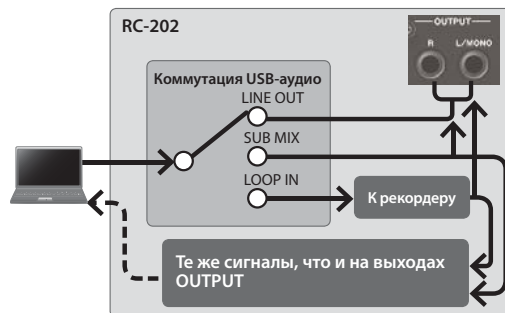 RC-202
OUTPUT
R L/MONO
Коммутация USB-аудио
LINE OUT
SUB MIX
LOOP IN
К рекордеру
Те же сигналы, что и на выходах
OUTPUT